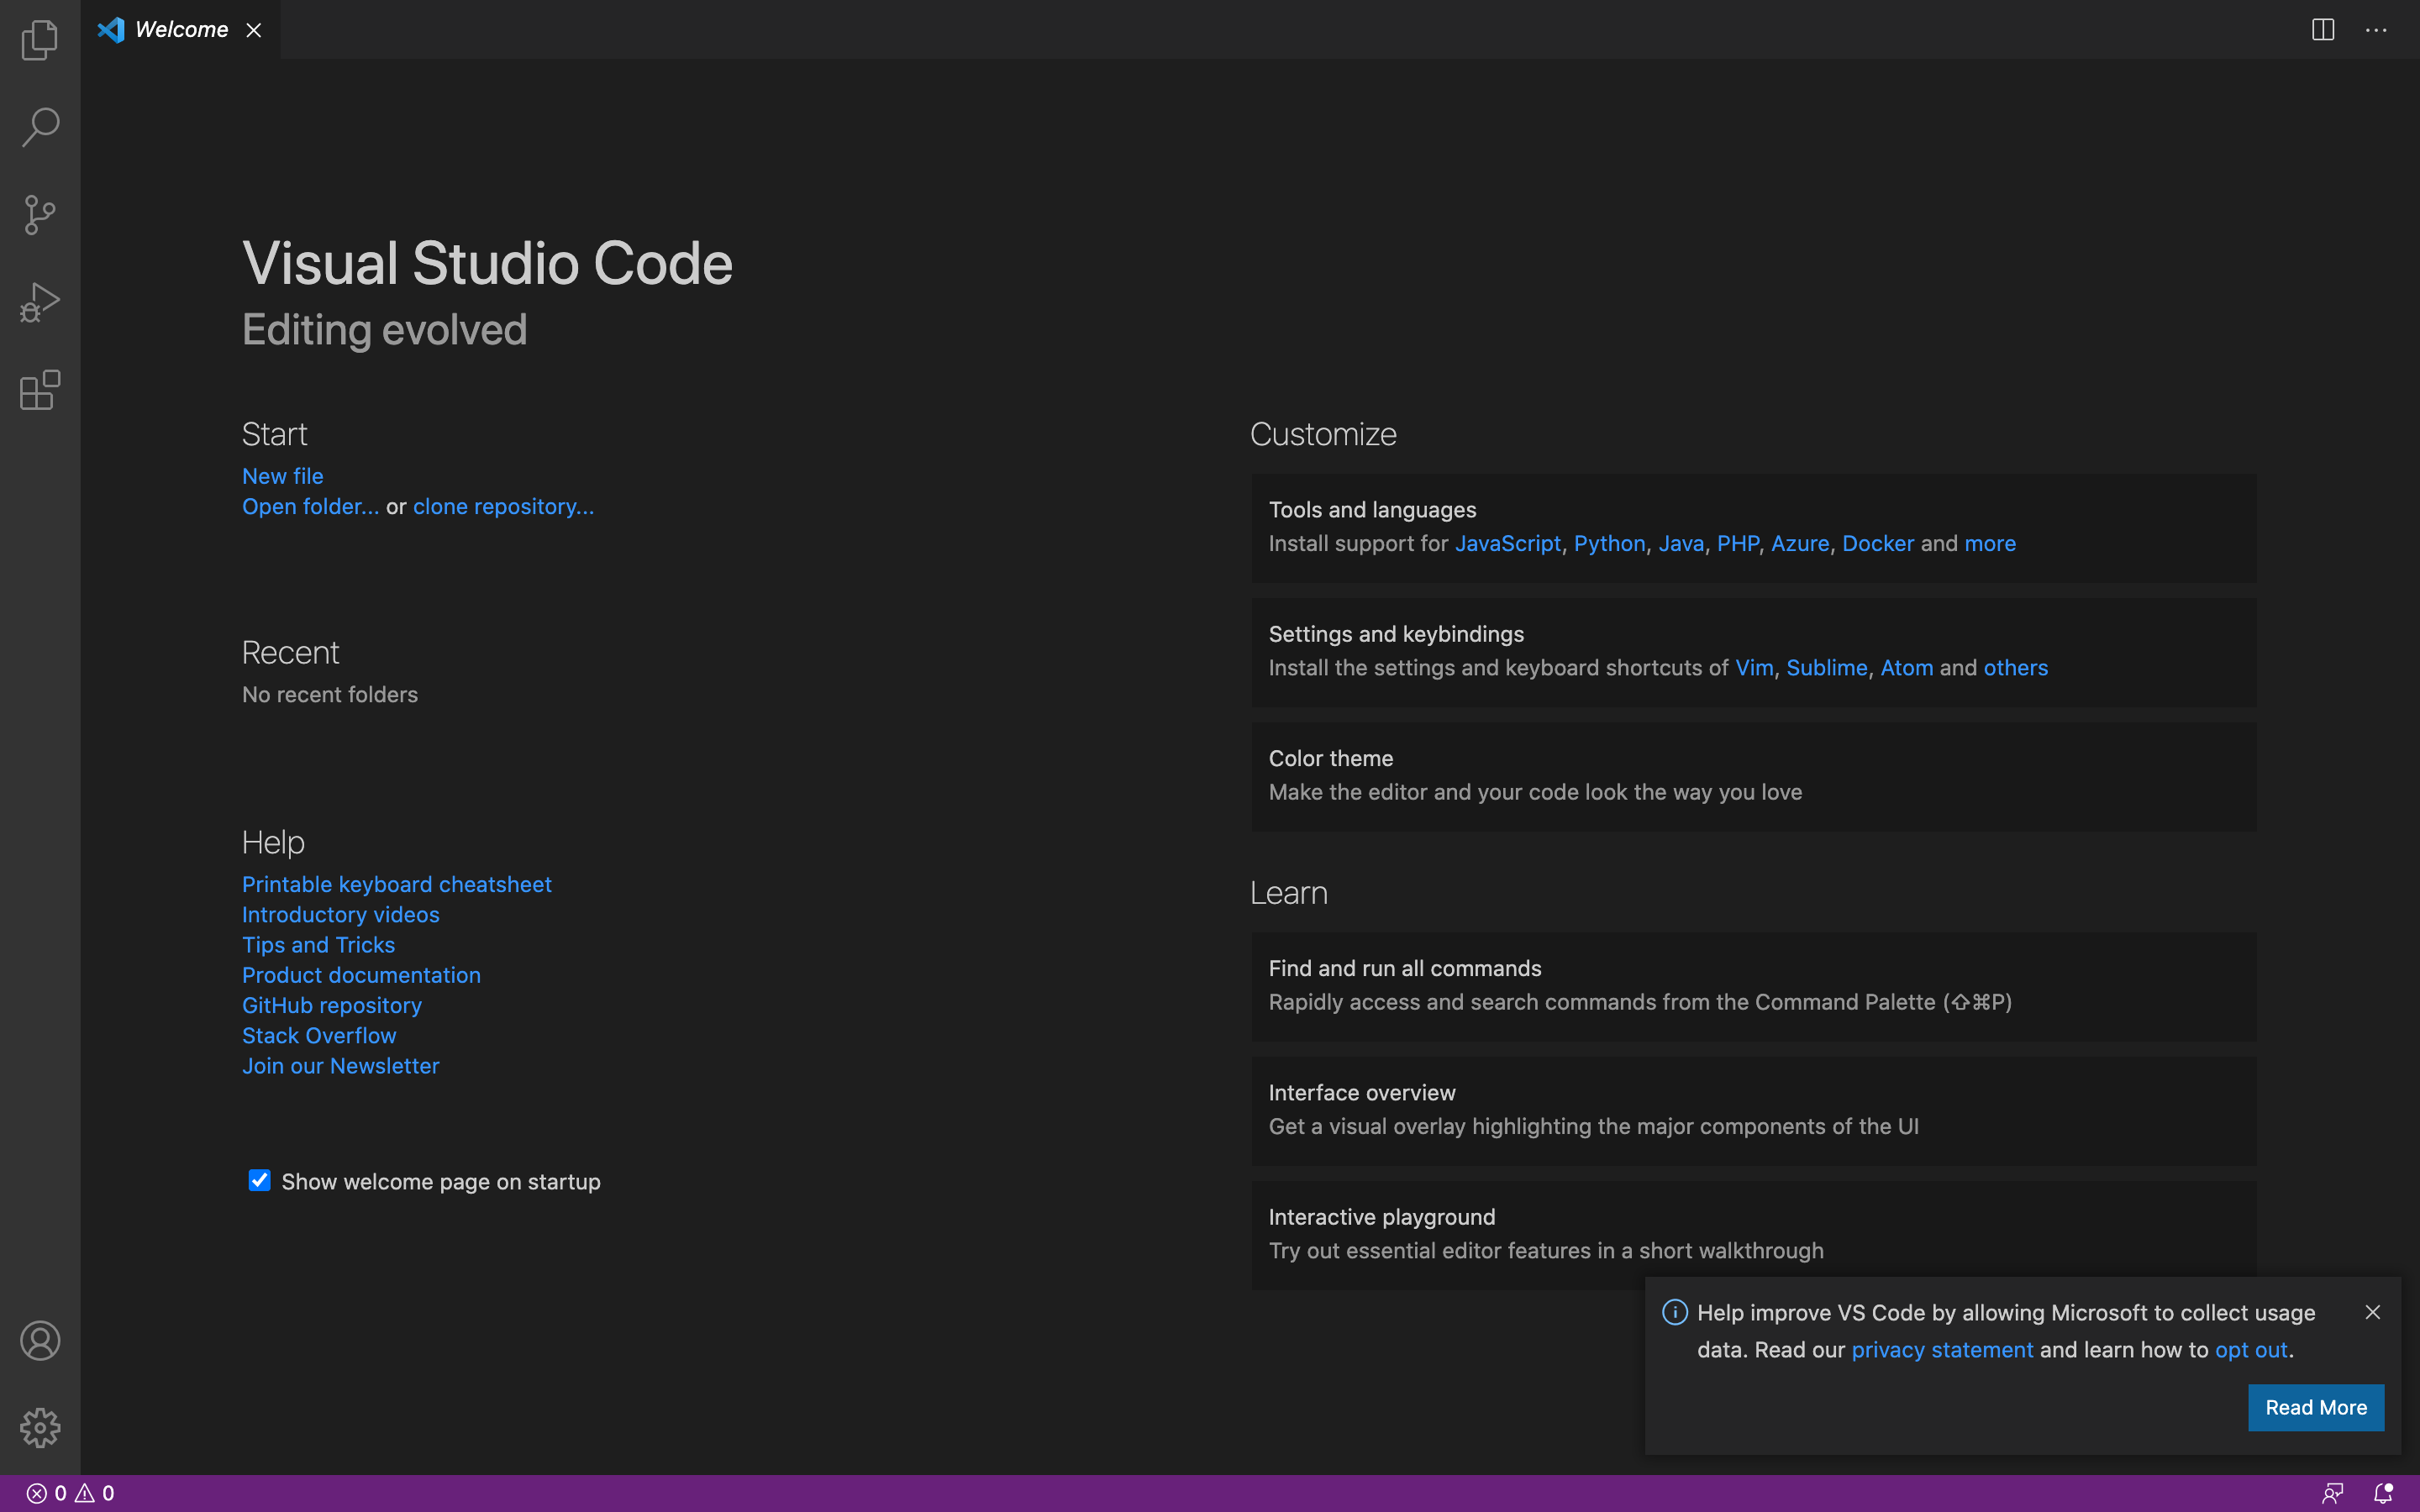 Welcome
Visual Studio Code
Editing evolved
Start
New file
Open folder... or clone repository...
Recent
No recent folders
Help
Printable keyboard cheatsheet
Introductory videos
Tips and Tricks
Product documentation
GitHub repository
Stack Overflow
Join our Newsletter
Show welcome page on startup
Customize
Tools and languages
Install support for JavaScript, Python, Java, PHP, Azure, Docker and more
Settings and keybindings
Install the settings and keyboard shortcuts of Vim, Sublime, Atom and others
Color theme
Make the editor and your code look the way you love
Learn
Find and run all commands
Rapidly access and search commands from the Command Palette (⇧⌘P)
Interface overview
Get a visual overlay highlighting the major components of the UI
Interactive playground
Try out essential editor features in a short walkthrough
Help improve VS Code by allowing Microsoft to collect usage
data. Read our privacy statement and learn how to opt out.
Read More
0 0